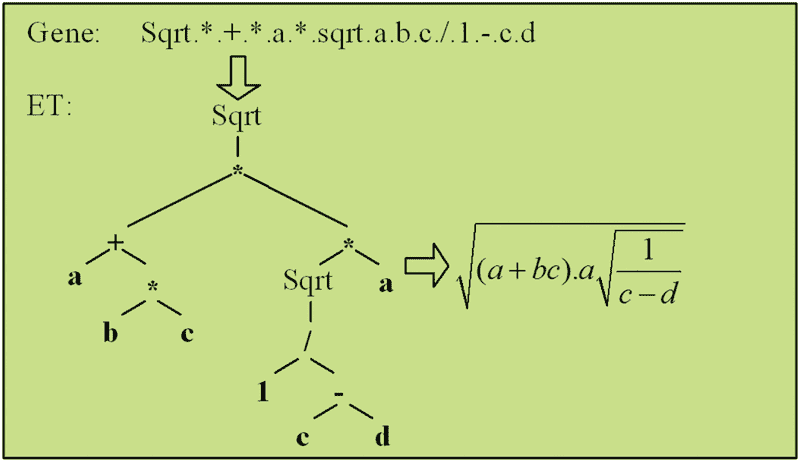 Gene: Sqrt.*.+.*.a.*.sqrt.a.b.c./.1.-.c.d
ET:
Sqrt
*
+ *
a * Sqrt a
b c /
1 -
c d
√((a+bc).a√(1/(c−d)))